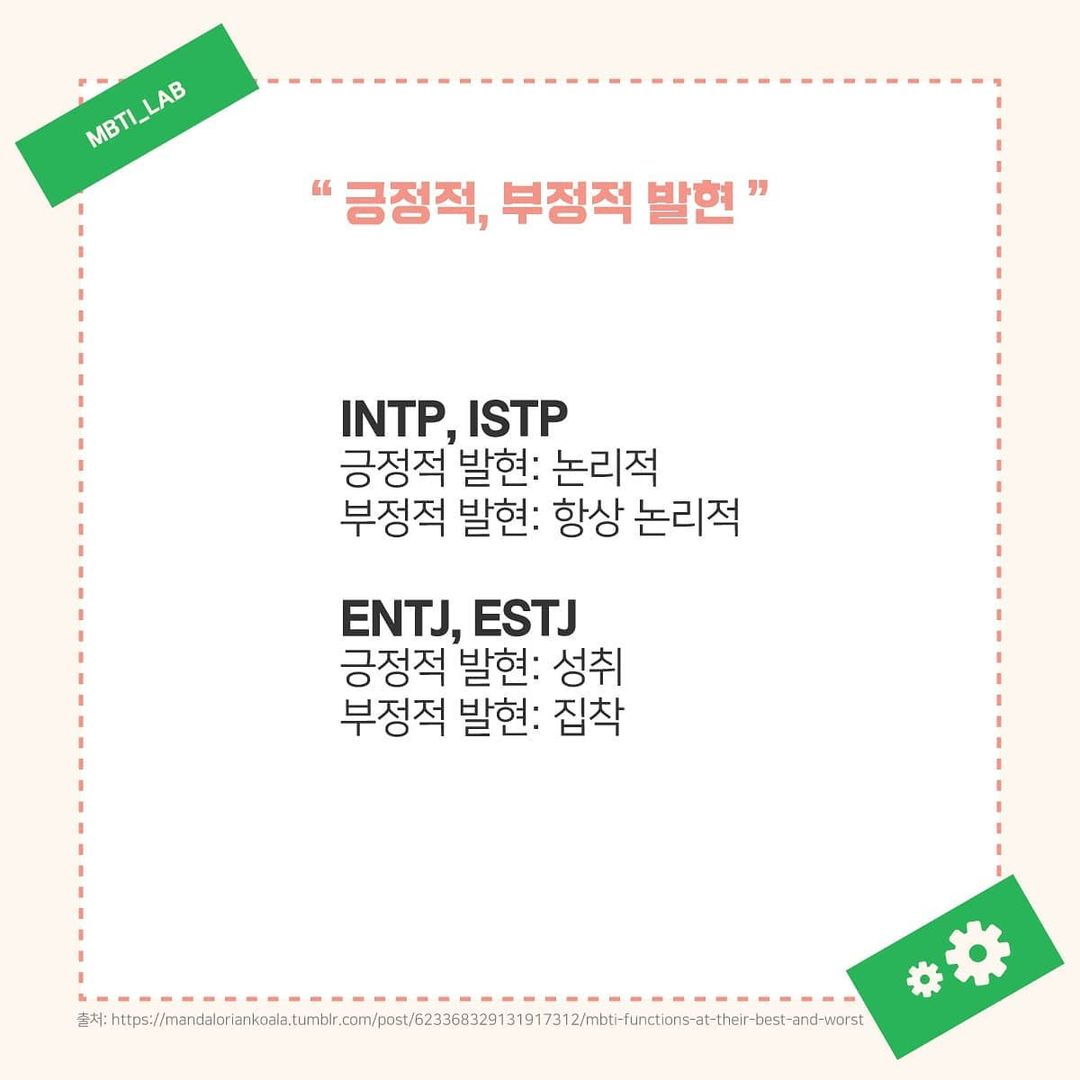 MBTI_LAB
“ 긍정적, 부정적 발현 ”
INTP, ISTP
긍정적 발현: 논리적
부정적 발현: 항상 논리적
ENTJ, ESTJ
긍정적 발현: 성취
부정적 발현: 집착
출처: https://mandaloriankoala.tumblr.com/post/623368329131917312/mbti-functions-at-their-best-and-worst